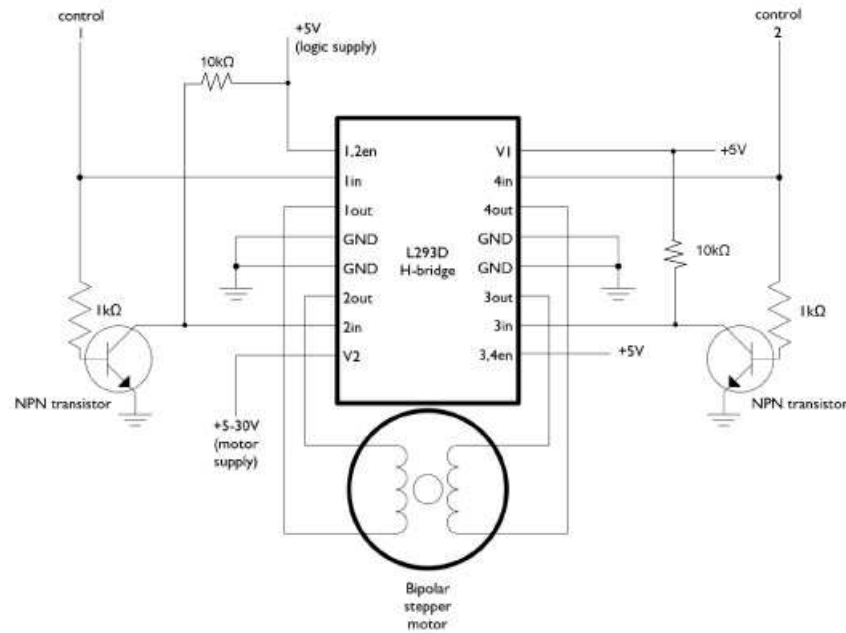 control
1
+5V
(logic supply)
10kΩ
control
2
1,2en
1in
1out
GND
GND
2out
2in
V2
L293D
H-bridge
V1
4in
4out
GND
GND
3out
3in
3,4en
+5V
10kΩ
1kΩ
1kΩ
+5V
NPN transistor
NPN transistor
+5-30V
(motor
supply)
Bipolar
stepper
motor